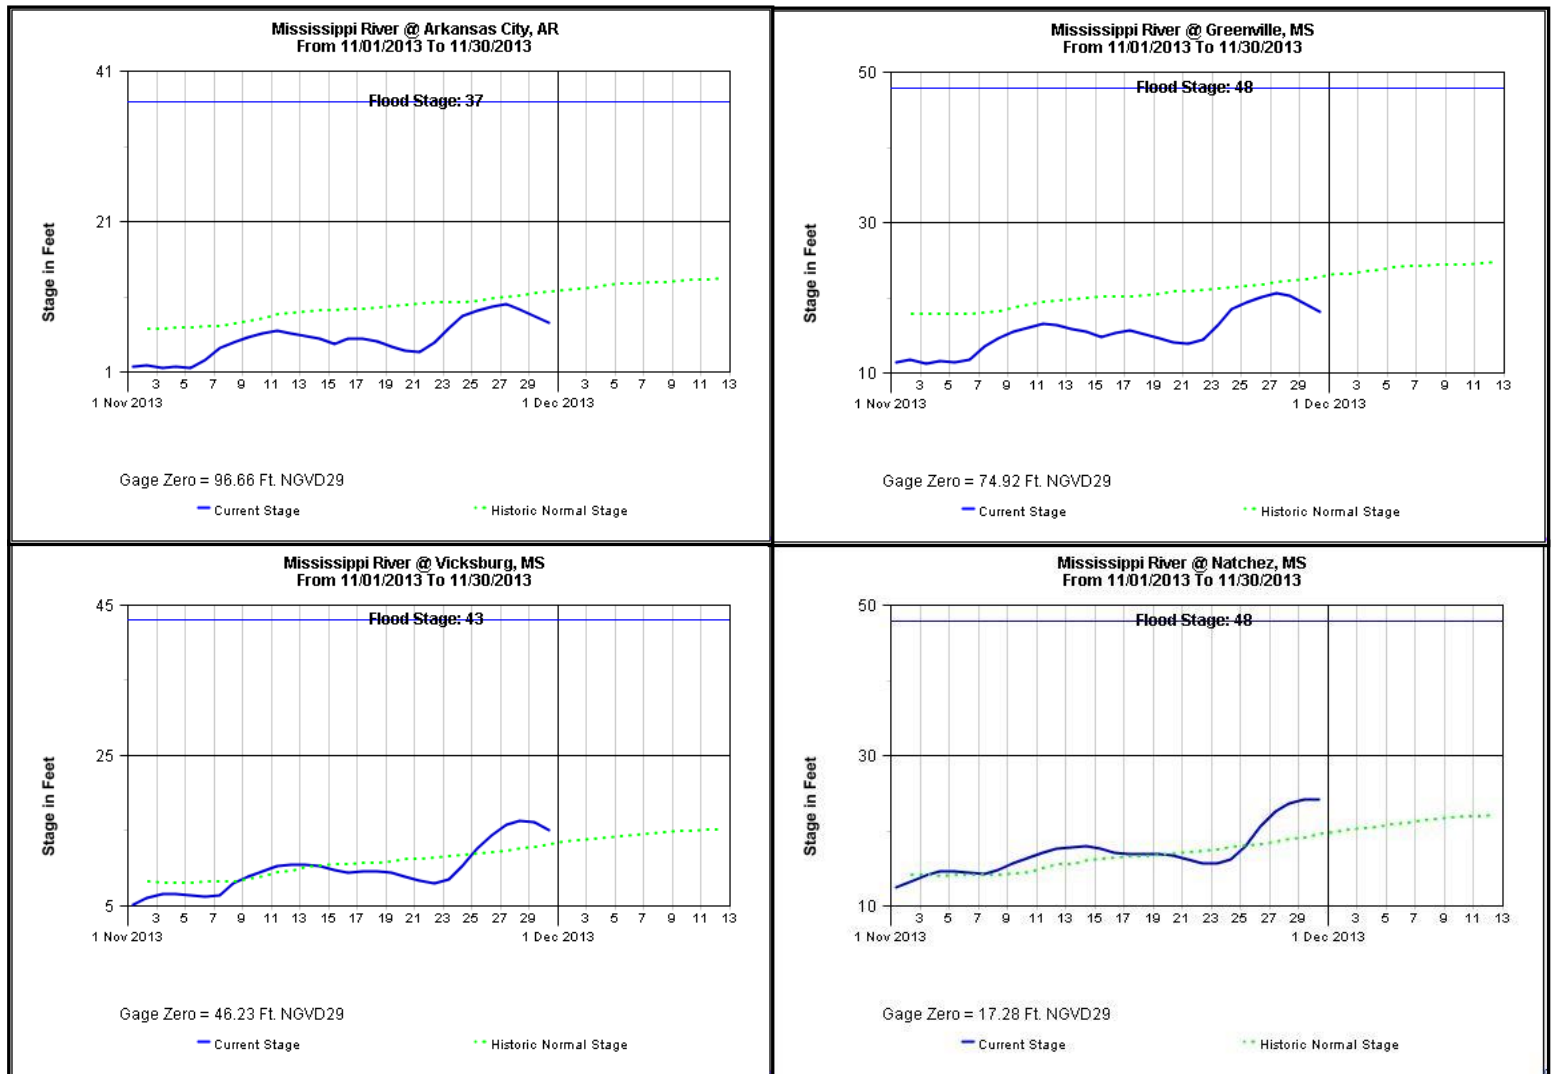 Mississippi River @ Arkansas City, AR
From 11/01/2013 To 11/30/2013
41
Flood Stage: 37
21
Stage in Feet
1
3 5 7 9 11 13 15 17 19 21 23 25 27 29 3 5 7 9 11 13
1 Nov 2013 1 Dec 2013
Gage Zero = 96.66 Ft. NGVD29
Current Stage Historic Normal Stage
Mississippi River @ Greenville, MS
From 11/01/2013 To 11/30/2013
50
Flood Stage: 48
30
Stage in Feet
10
3 5 7 9 11 13 15 17 19 21 23 25 27 29 3 5 7 9 11 13
1 Nov 2013 1 Dec 2013
Gage Zero = 74.92 Ft. NGVD29
Current Stage Historic Normal Stage
Mississippi River @ Vicksburg, MS
From 11/01/2013 To 11/30/2013
45
Flood Stage: 43
25
Stage in Feet
5
3 5 7 9 11 13 15 17 19 21 23 25 27 29 3 5 7 9 11 13
1 Nov 2013 1 Dec 2013
Gage Zero = 46.23 Ft. NGVD29
Current Stage Historic Normal Stage
Mississippi River @ Natchez, MS
From 11/01/2013 To 11/30/2013
50
Flood Stage: 48
30
Stage in Feet
10
3 5 7 9 11 13 15 17 19 21 23 25 27 29 3 5 7 9 11 13
1 Nov 2013 1 Dec 2013
Gage Zero = 17.28 Ft. NGVD29
Current Stage Historic Normal Stage